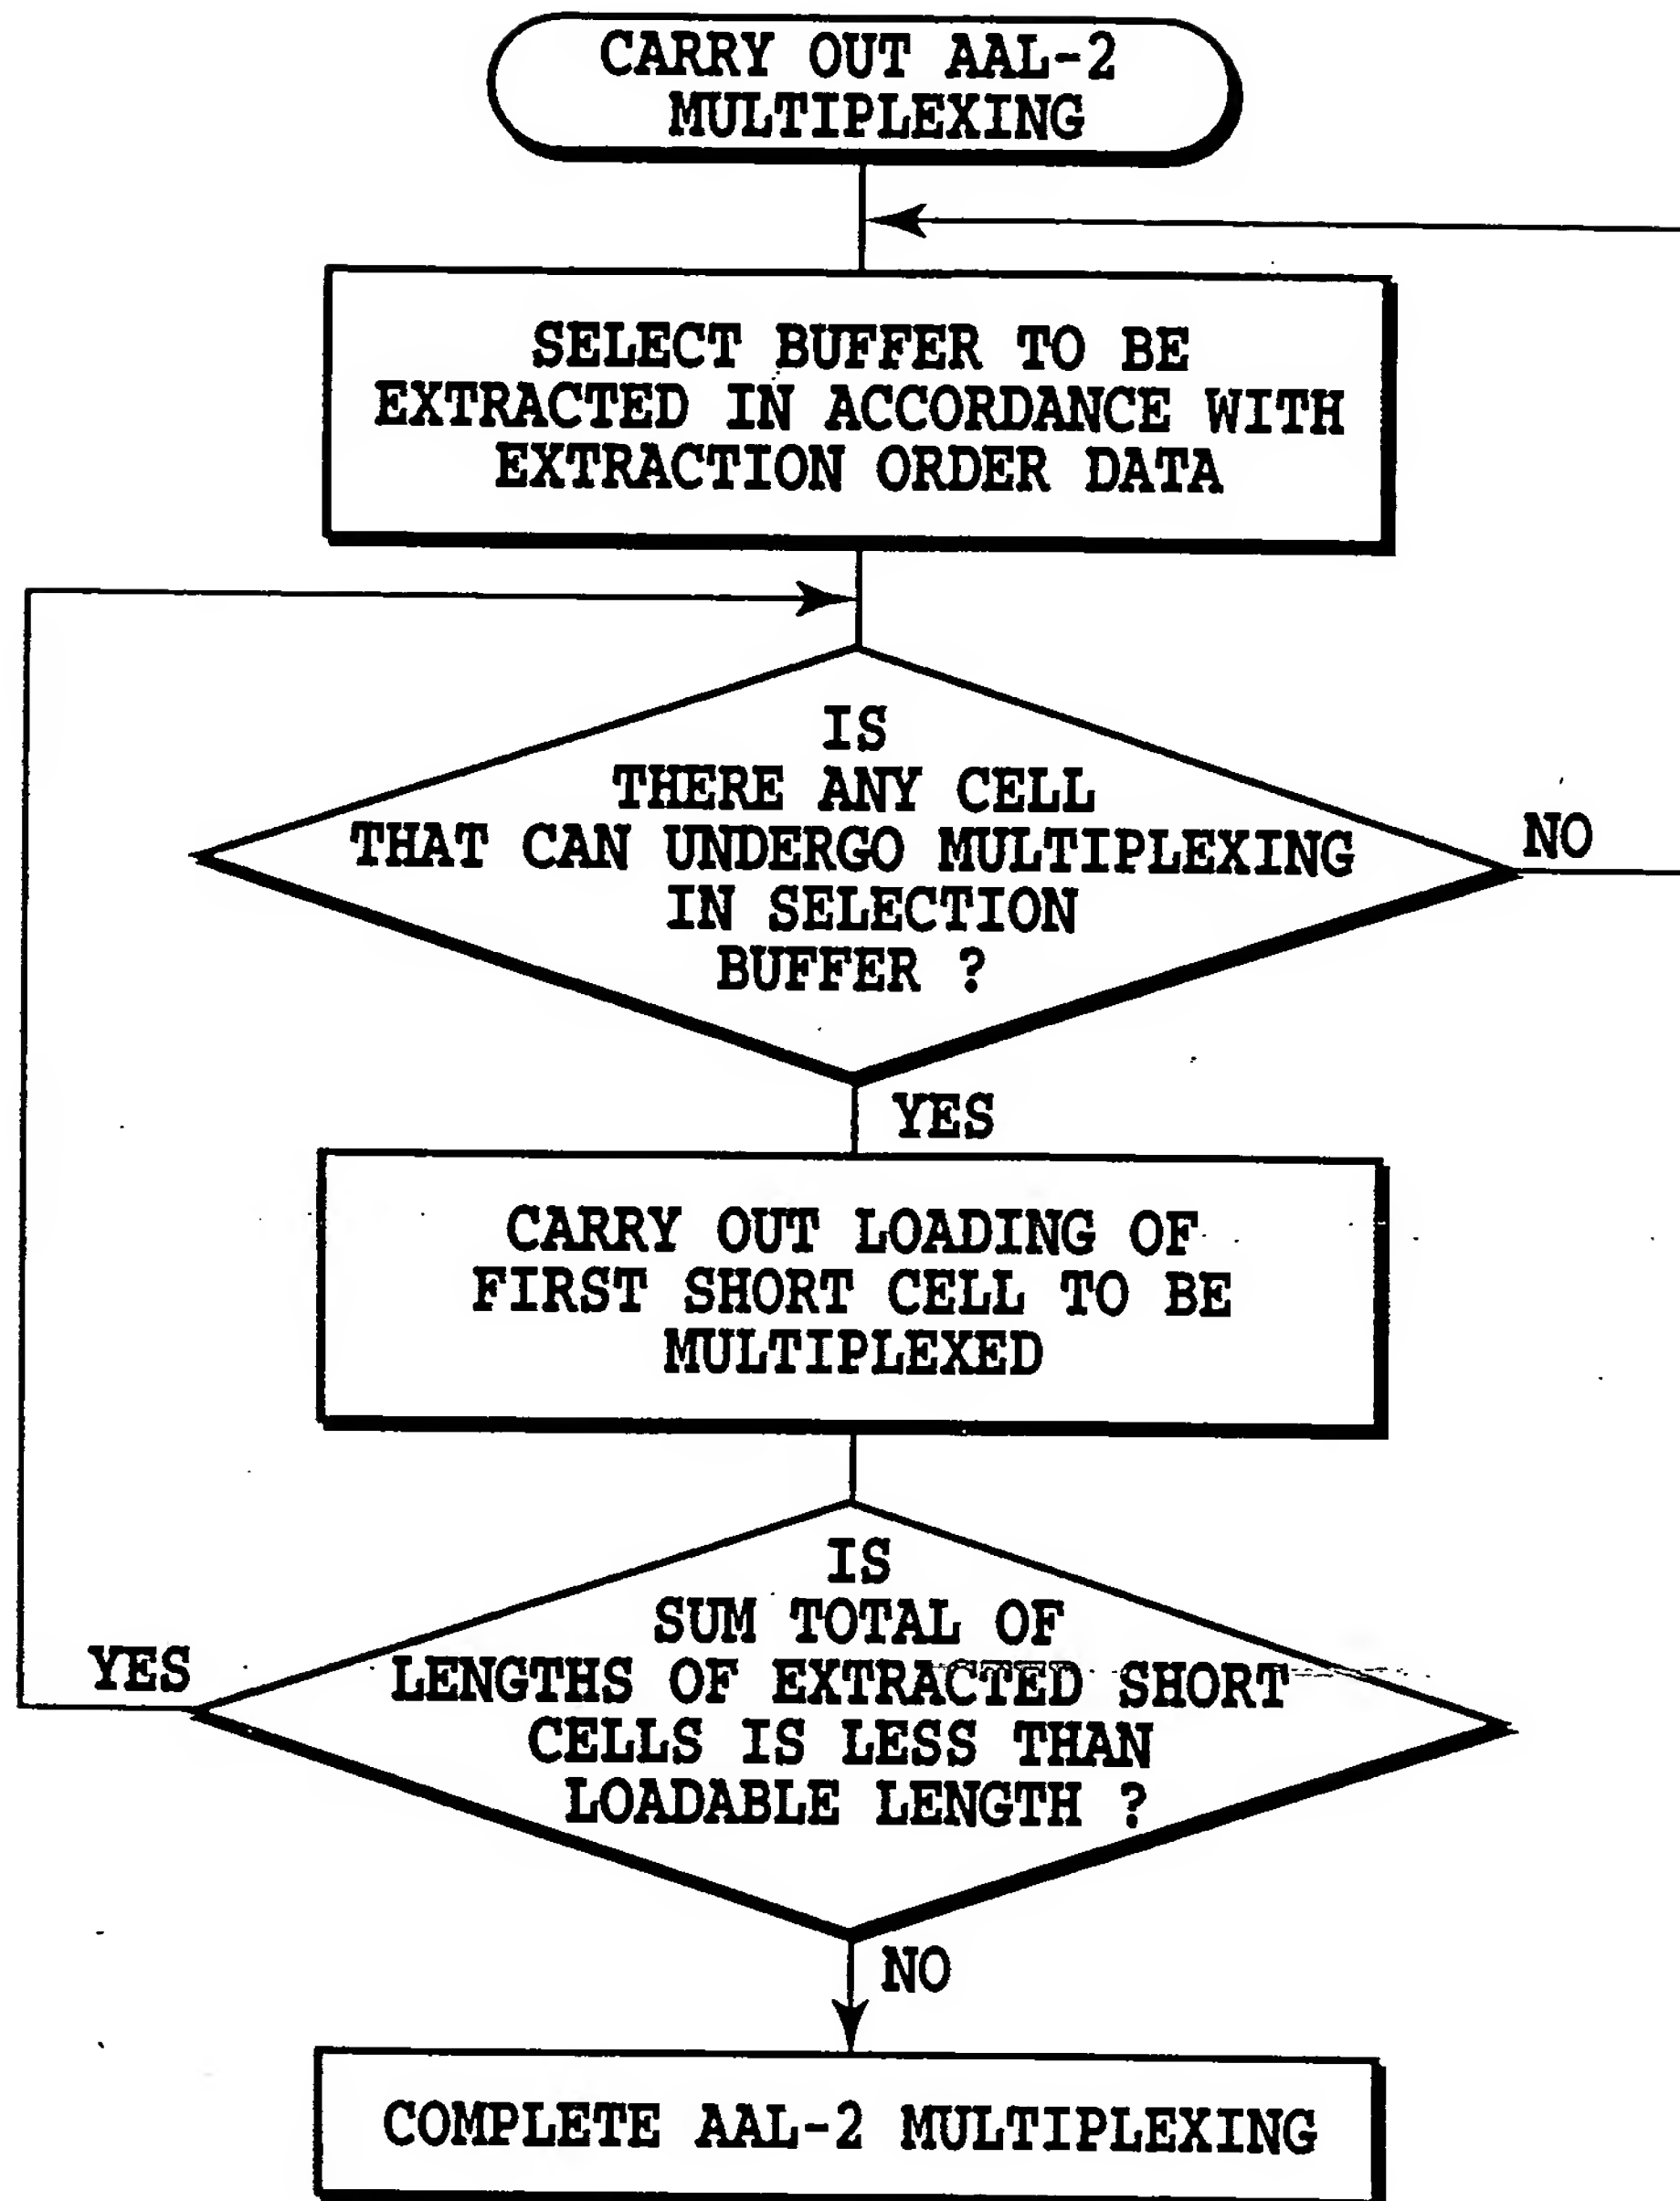 CARRY OUT AAL-2
MULTIPLEXING
SELECT BUFFER TO BE
EXTRACTED IN ACCORDANCE WITH
EXTRACTION ORDER DATA
IS
THERE ANY CELL
THAT CAN UNDERGO MULTIPLEXING
IN SELECTION
BUFFER ?
NO
YES
CARRY OUT LOADING OF
FIRST SHORT CELL TO BE
MULTIPLEXED
IS
SUM TOTAL OF
LENGTHS OF EXTRACTED SHORT
CELLS IS LESS THAN
LOADABLE LENGTH ?
YES
NO
COMPLETE AAL-2 MULTIPLEXING